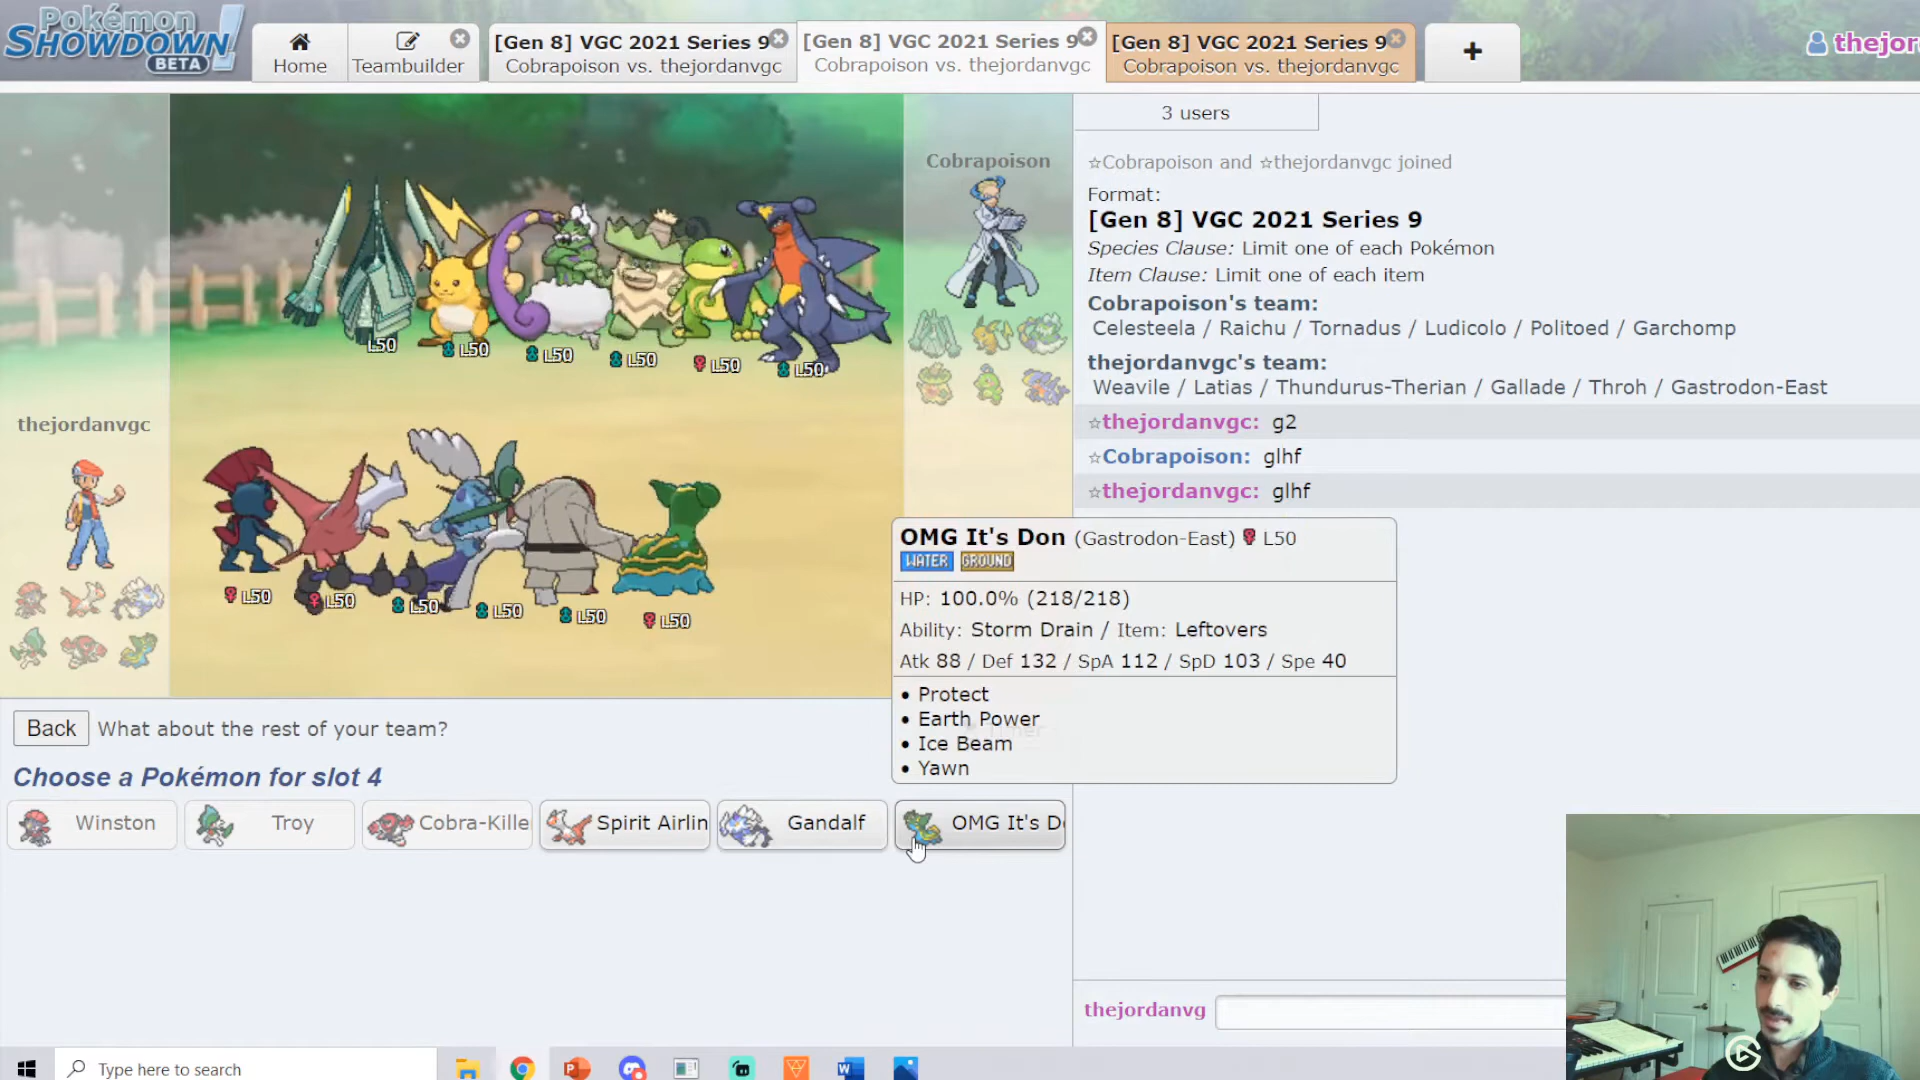 Pokémon
SHOWDOWN!
BETA
Home
Teambuilder
[Gen 8] VGC 2021 Series 9
Cobrapoison vs. thejordanvgc
[Gen 8] VGC 2021 Series 9
Cobrapoison vs. thejordanvgc
[Gen 8] VGC 2021 Series 9
Cobrapoison vs. thejordanvgc
+
thejor
3 users
Cobrapoison
☆Cobrapoison and ☆thejordanvgc joined
Format:
[Gen 8] VGC 2021 Series 9
Species Clause: Limit one of each Pokémon
Item Clause: Limit one of each item
Cobrapoison's team:
Celesteela / Raichu / Tornadus / Ludicolo / Politoed / Garchomp
thejordanvgc's team:
Weavile / Latias / Thundurus-Therian / Gallade / Throh / Gastrodon-East
☆thejordanvgc: g2
☆Cobrapoison: glhf
☆thejordanvgc: glhf
L50
L50
L50
L50
L50
L50
thejordanvgc
L50
L50
L50
L50
L50
L50
OMG It's Don (Gastrodon-East) L50
WATER GROUND
HP: 100.0% (218/218)
Ability: Storm Drain / Item: Leftovers
Atk 88 / Def 132 / SpA 112 / SpD 103 / Spe 40
• Protect
• Earth Power
• Ice Beam
• Yawn
Back What about the rest of your team?
Choose a Pokémon for slot 4
Winston
Troy
Cobra-Kille
Spirit Airlin
Gandalf
OMG It's D
thejordanvg
Type here to search